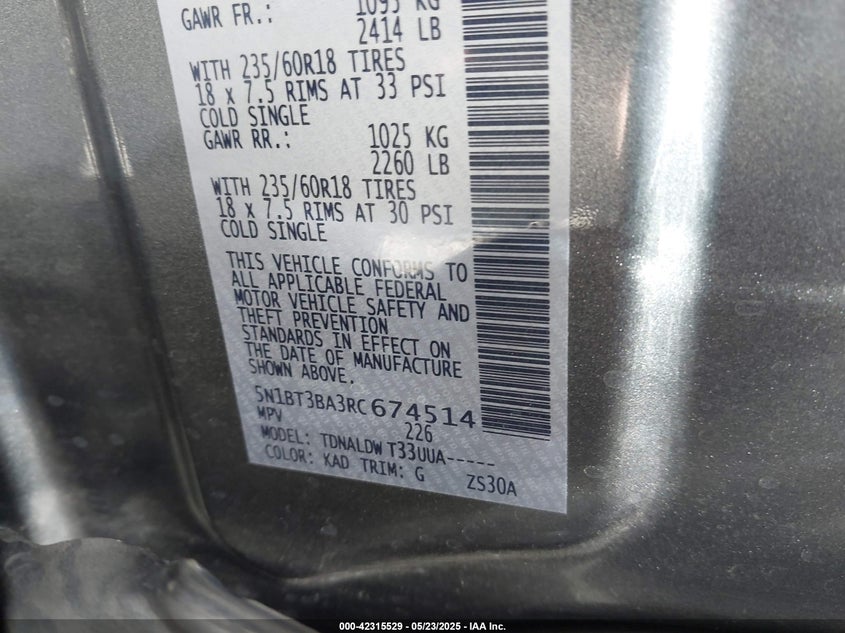 GAWR FR.: 1095 KG
2414 LB
WITH 235/60R18 TIRES
18 x 7.5 RIMS AT 33 PSI
COLD SINGLE
GAWR RR.: 1025 KG
2260 LB
WITH 235/60R18 TIRES
18 x 7.5 RIMS AT 30 PSI
COLD SINGLE
THIS VEHICLE CONFORMS TO
ALL APPLICABLE FEDERAL
MOTOR VEHICLE SAFETY AND
THEFT PREVENTION
STANDARDS IN EFFECT ON
THE DATE OF MANUFACTURE
SHOWN ABOVE.
5N1BT3BA3RC674514
MPV 226
MODEL: TDNALDW T33UUA-----
COLOR: KAD TRIM: G ZS30A
000-42315529 - 05/23/2025 - IAA Inc.